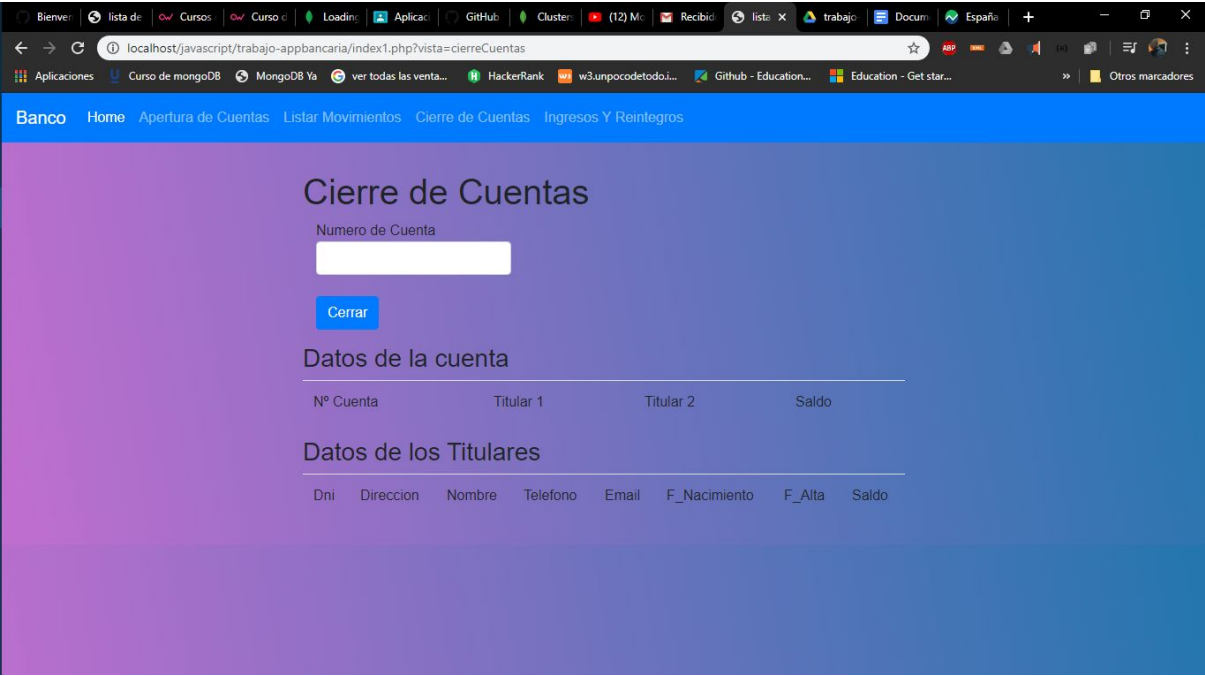 Bienver lista de Cursos Curso d Loading Aplicaci GitHub Clusters (12) Mo Recibid lista trabajo- Docum España
localhost/javascript/trabajo-appbancaria/index1.php?vista=cierreCuentas
ABP
Aplicaciones Curso de mongoDB MongoDB Ya ver todas las venta... HackerRank w3.unpocodetodo.i... Github - Education... Education - Get star... » Otros marcadores
Banco Home Apertura de Cuentas Listar Movimientos Cierre de Cuentas Ingresos Y Reintegros
Cierre de Cuentas
Numero de Cuenta
Cerrar
Datos de la cuenta
Nº Cuenta Titular 1 Titular 2 Saldo
Datos de los Titulares
Dni Direccion Nombre Telefono Email F_Nacimiento F_Alta Saldo